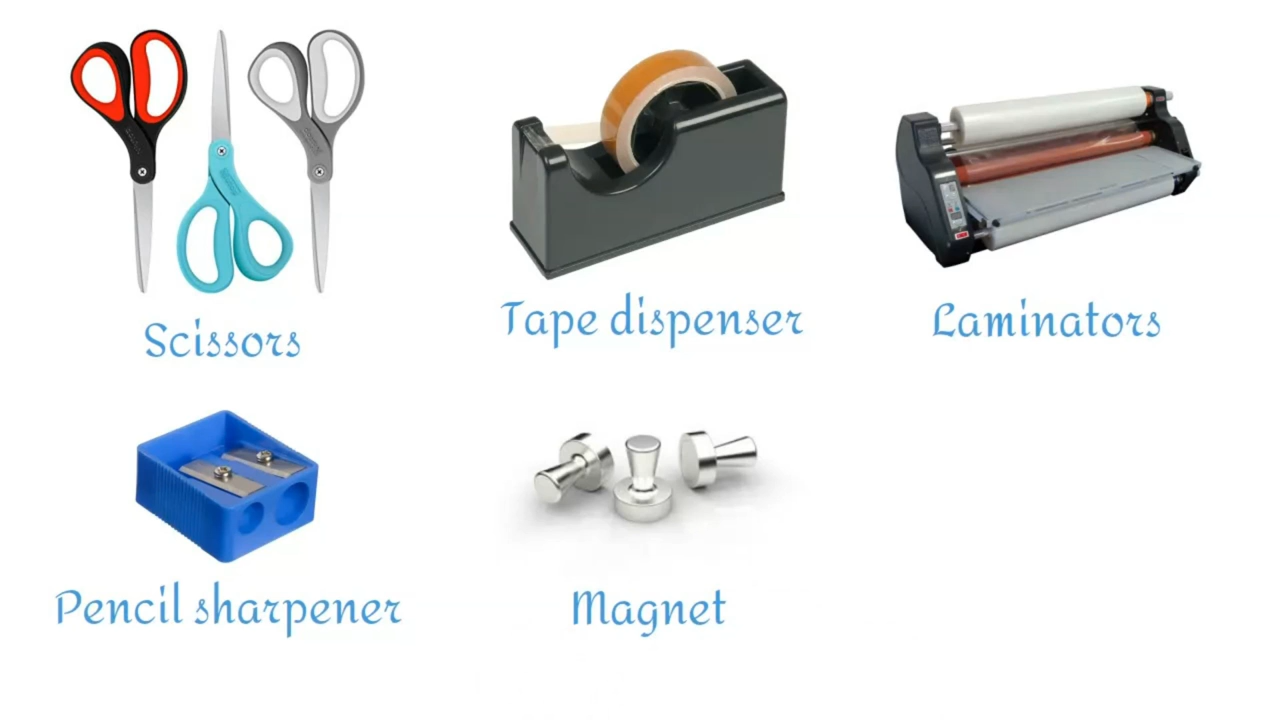 Scissors
Tape dispenser
Laminators
Pencil sharpener
Magnet